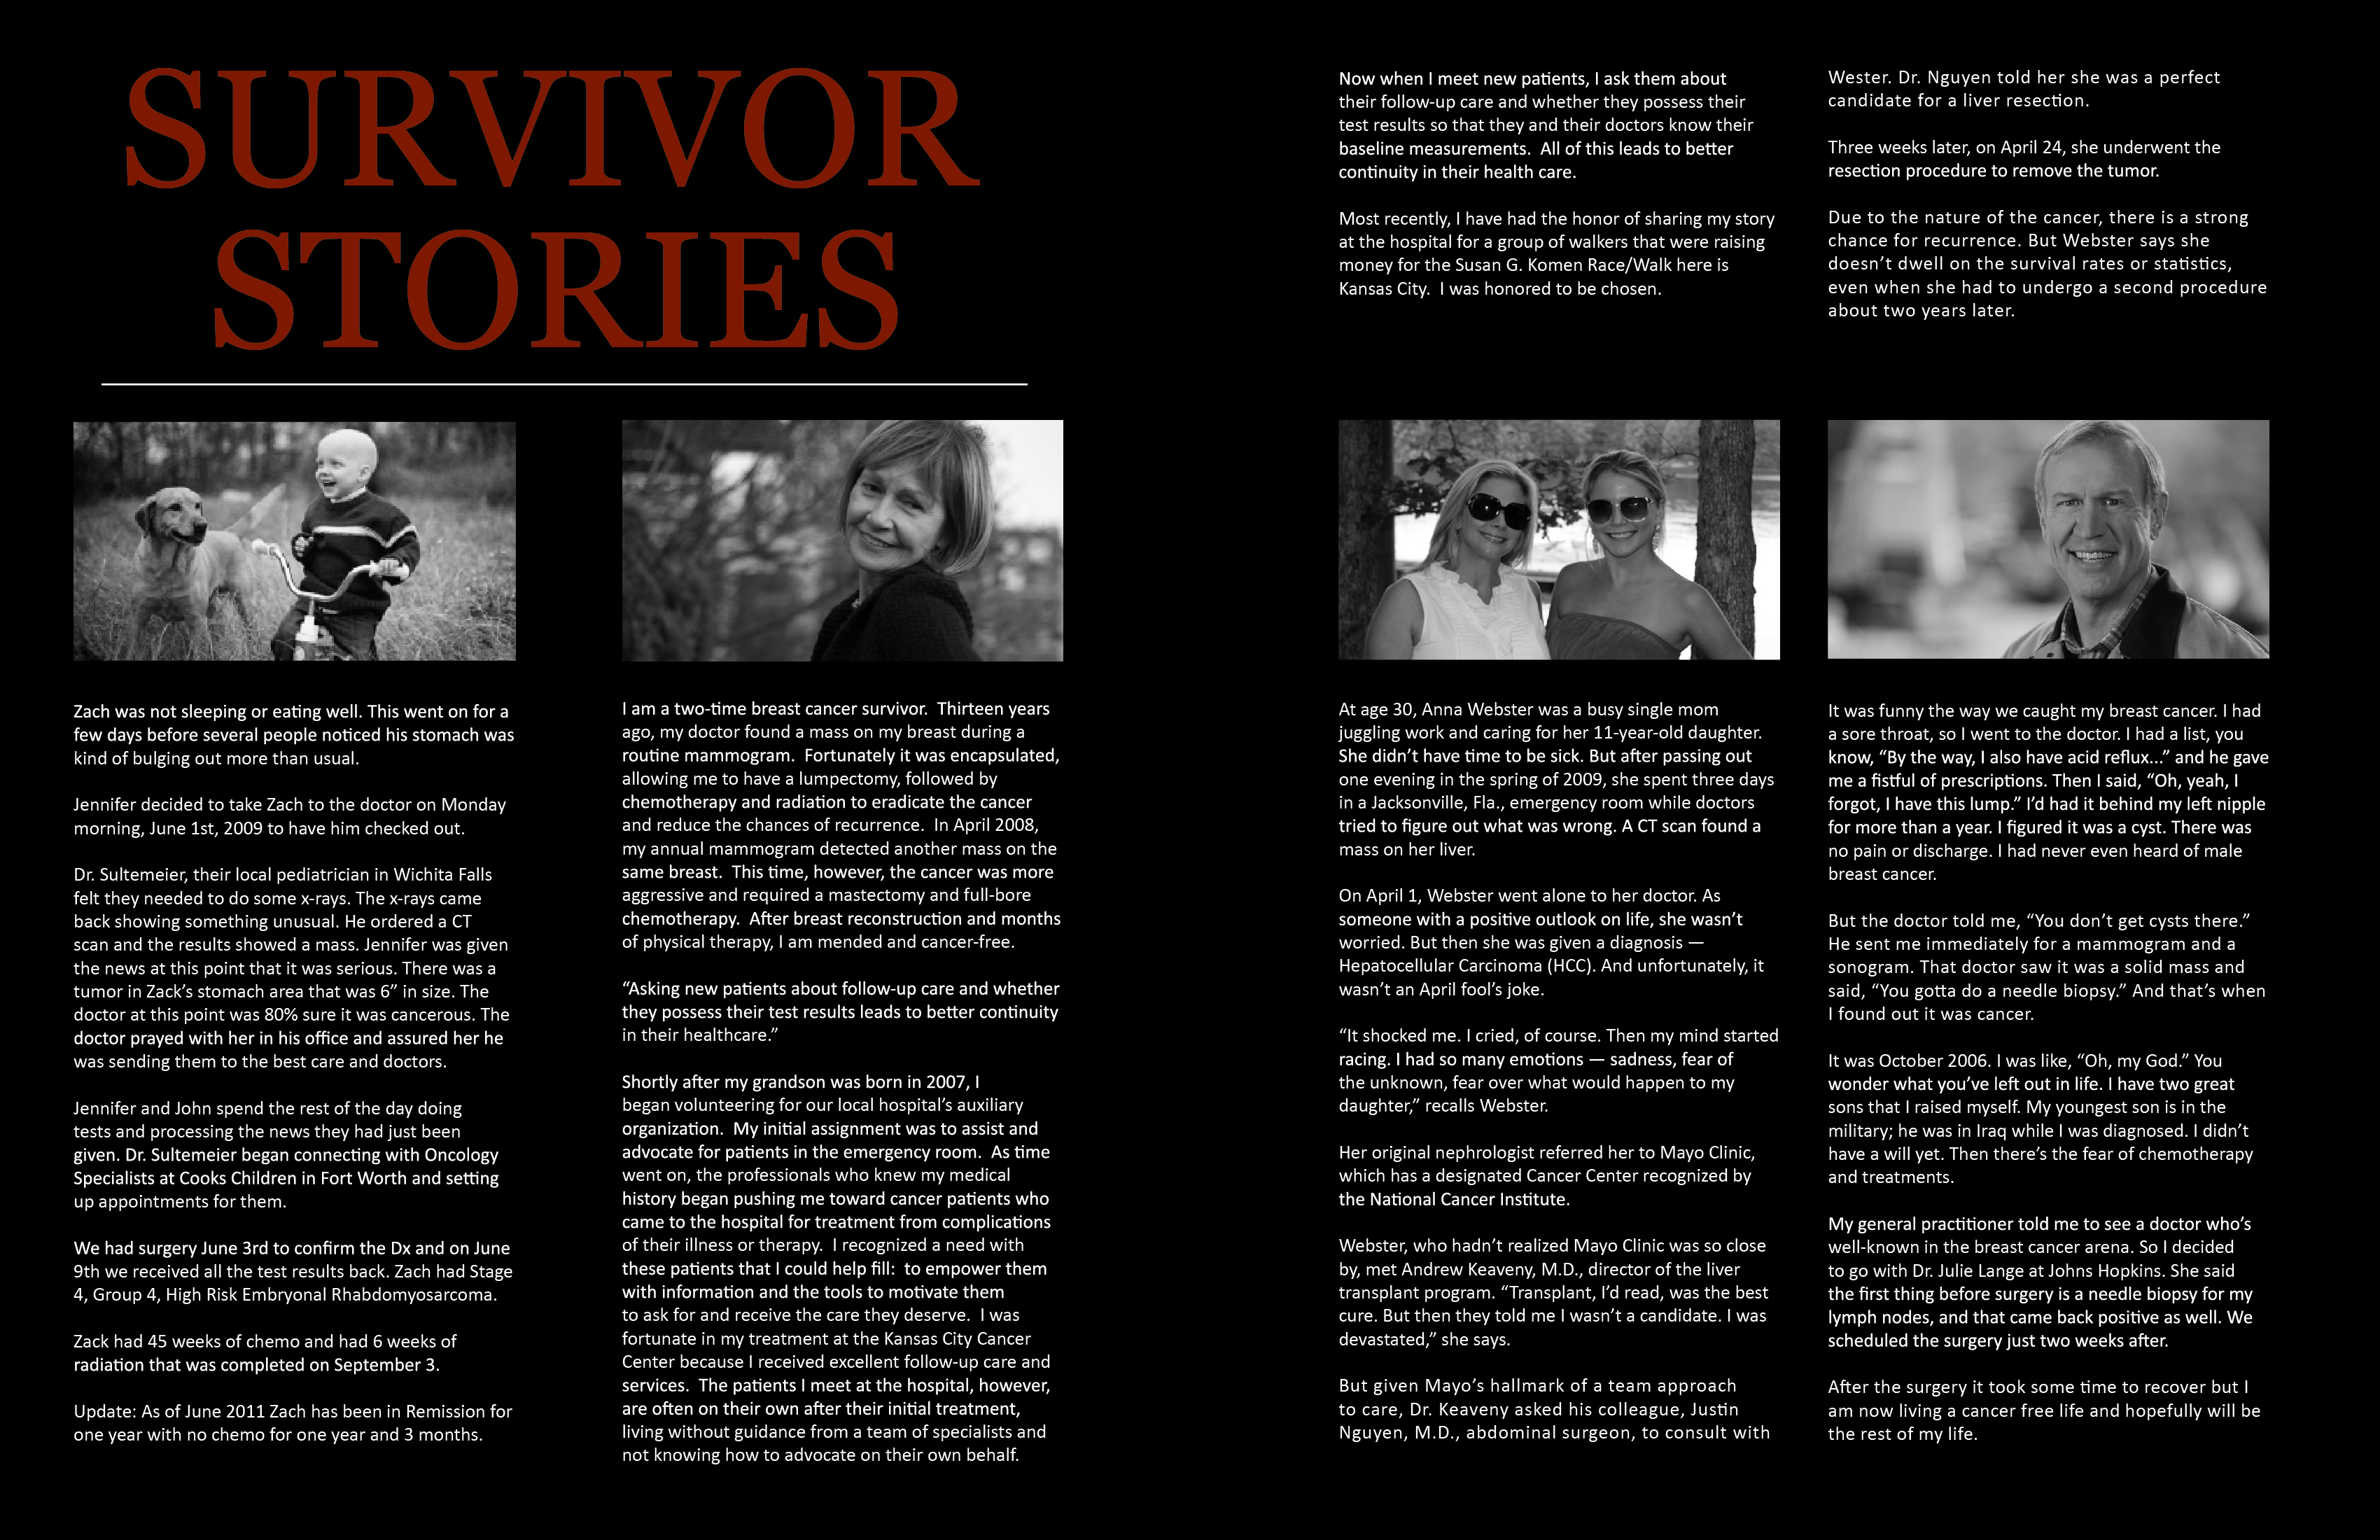 SURVIVOR
STORIES
Zach was not sleeping or eating well. This went on for a
few days before several people noticed his stomach was
kind of bulging out more than usual.
Jennifer decided to take Zach to the doctor on Monday
morning, June 1st, 2009 to have him checked out.
Dr. Sultemeier, their local pediatrician in Wichita Falls
felt they needed to do some x-rays. The x-rays came
back showing something unusual. He ordered a CT
scan and the results showed a mass. Jennifer was given
the news at this point that it was serious. There was a
tumor in Zack’s stomach area that was 6” in size. The
doctor at this point was 80% sure it was cancerous. The
doctor prayed with her in his office and assured her he
was sending them to the best care and doctors.
Jennifer and John spend the rest of the day doing
tests and processing the news they had just been
given. Dr. Sultemeier began connecting with Oncology
Specialists at Cooks Children in Fort Worth and setting
up appointments for them.
We had surgery June 3rd to confirm the Dx and on June
9th we received all the test results back. Zach had Stage
4, Group 4, High Risk Embryonal Rhabdomyosarcoma.
Zack had 45 weeks of chemo and had 6 weeks of
radiation that was completed on September 3.
Update: As of June 2011 Zach has been in Remission for
one year with no chemo for one year and 3 months.
I am a two-time breast cancer survivor.  Thirteen years
ago, my doctor found a mass on my breast during a
routine mammogram.  Fortunately it was encapsulated,
allowing me to have a lumpectomy, followed by
chemotherapy and radiation to eradicate the cancer
and reduce the chances of recurrence.  In April 2008,
my annual mammogram detected another mass on the
same breast.  This time, however, the cancer was more
aggressive and required a mastectomy and full-bore
chemotherapy.  After breast reconstruction and months
of physical therapy, I am mended and cancer-free.
“Asking new patients about follow-up care and whether
they possess their test results leads to better continuity
in their healthcare.”
Shortly after my grandson was born in 2007, I
began volunteering for our local hospital’s auxiliary
organization.  My initial assignment was to assist and
advocate for patients in the emergency room.  As time
went on, the professionals who knew my medical
history began pushing me toward cancer patients who
came to the hospital for treatment from complications
of their illness or therapy.  I recognized a need with
these patients that I could help fill:  to empower them
with information and the tools to motivate them
to ask for and receive the care they deserve.  I was
fortunate in my treatment at the Kansas City Cancer
Center because I received excellent follow-up care and
services.  The patients I meet at the hospital, however,
are often on their own after their initial treatment,
living without guidance from a team of specialists and
not knowing how to advocate on their own behalf.
Now when I meet new patients, I ask them about
their follow-up care and whether they possess their
test results so that they and their doctors know their
baseline measurements.  All of this leads to better
continuity in their health care.
Most recently, I have had the honor of sharing my story
at the hospital for a group of walkers that were raising
money for the Susan G. Komen Race/Walk here is
Kansas City.  I was honored to be chosen.
At age 30, Anna Webster was a busy single mom
juggling work and caring for her 11-year-old daughter.
She didn’t have time to be sick. But after passing out
one evening in the spring of 2009, she spent three days
in a Jacksonville, Fla., emergency room while doctors
tried to figure out what was wrong. A CT scan found a
mass on her liver.
On April 1, Webster went alone to her doctor. As
someone with a positive outlook on life, she wasn’t
worried. But then she was given a diagnosis —
Hepatocellular Carcinoma (HCC). And unfortunately, it
wasn’t an April fool’s joke.
“It shocked me. I cried, of course. Then my mind started
racing. I had so many emotions — sadness, fear of
the unknown, fear over what would happen to my
daughter,” recalls Webster.
Her original nephrologist referred her to Mayo Clinic,
which has a designated Cancer Center recognized by
the National Cancer Institute.
Webster, who hadn’t realized Mayo Clinic was so close
by, met Andrew Keaveny, M.D., director of the liver
transplant program. “Transplant, I’d read, was the best
cure. But then they told me I wasn’t a candidate. I was
devastated,” she says.
But given Mayo’s hallmark of a team approach
to care, Dr. Keaveny asked his colleague, Justin
Nguyen, M.D., abdominal surgeon, to consult with
Wester. Dr. Nguyen told her she was a perfect
candidate for a liver resection.
Three weeks later, on April 24, she underwent the
resection procedure to remove the tumor.
Due to the nature of the cancer, there is a strong
chance for recurrence. But Webster says she
doesn’t dwell on the survival rates or statistics,
even when she had to undergo a second procedure
about two years later.
It was funny the way we caught my breast cancer. I had
a sore throat, so I went to the doctor. I had a list, you
know, “By the way, I also have acid reflux...” and he gave
me a fistful of prescriptions. Then I said, “Oh, yeah, I
forgot, I have this lump.” I’d had it behind my left nipple
for more than a year. I figured it was a cyst. There was
no pain or discharge. I had never even heard of male
breast cancer.
But the doctor told me, “You don’t get cysts there.”
He sent me immediately for a mammogram and a
sonogram. That doctor saw it was a solid mass and
said, “You gotta do a needle biopsy.” And that’s when
I found out it was cancer.
It was October 2006. I was like, “Oh, my God.” You
wonder what you’ve left out in life. I have two great
sons that I raised myself. My youngest son is in the
military; he was in Iraq while I was diagnosed. I didn’t
have a will yet. Then there’s the fear of chemotherapy
and treatments.
My general practitioner told me to see a doctor who’s
well-known in the breast cancer arena. So I decided
to go with Dr. Julie Lange at Johns Hopkins. She said
the first thing before surgery is a needle biopsy for my
lymph nodes, and that came back positive as well. We
scheduled the surgery just two weeks after.
After the surgery it took some time to recover but I
am now living a cancer free life and hopefully will be
the rest of my life.